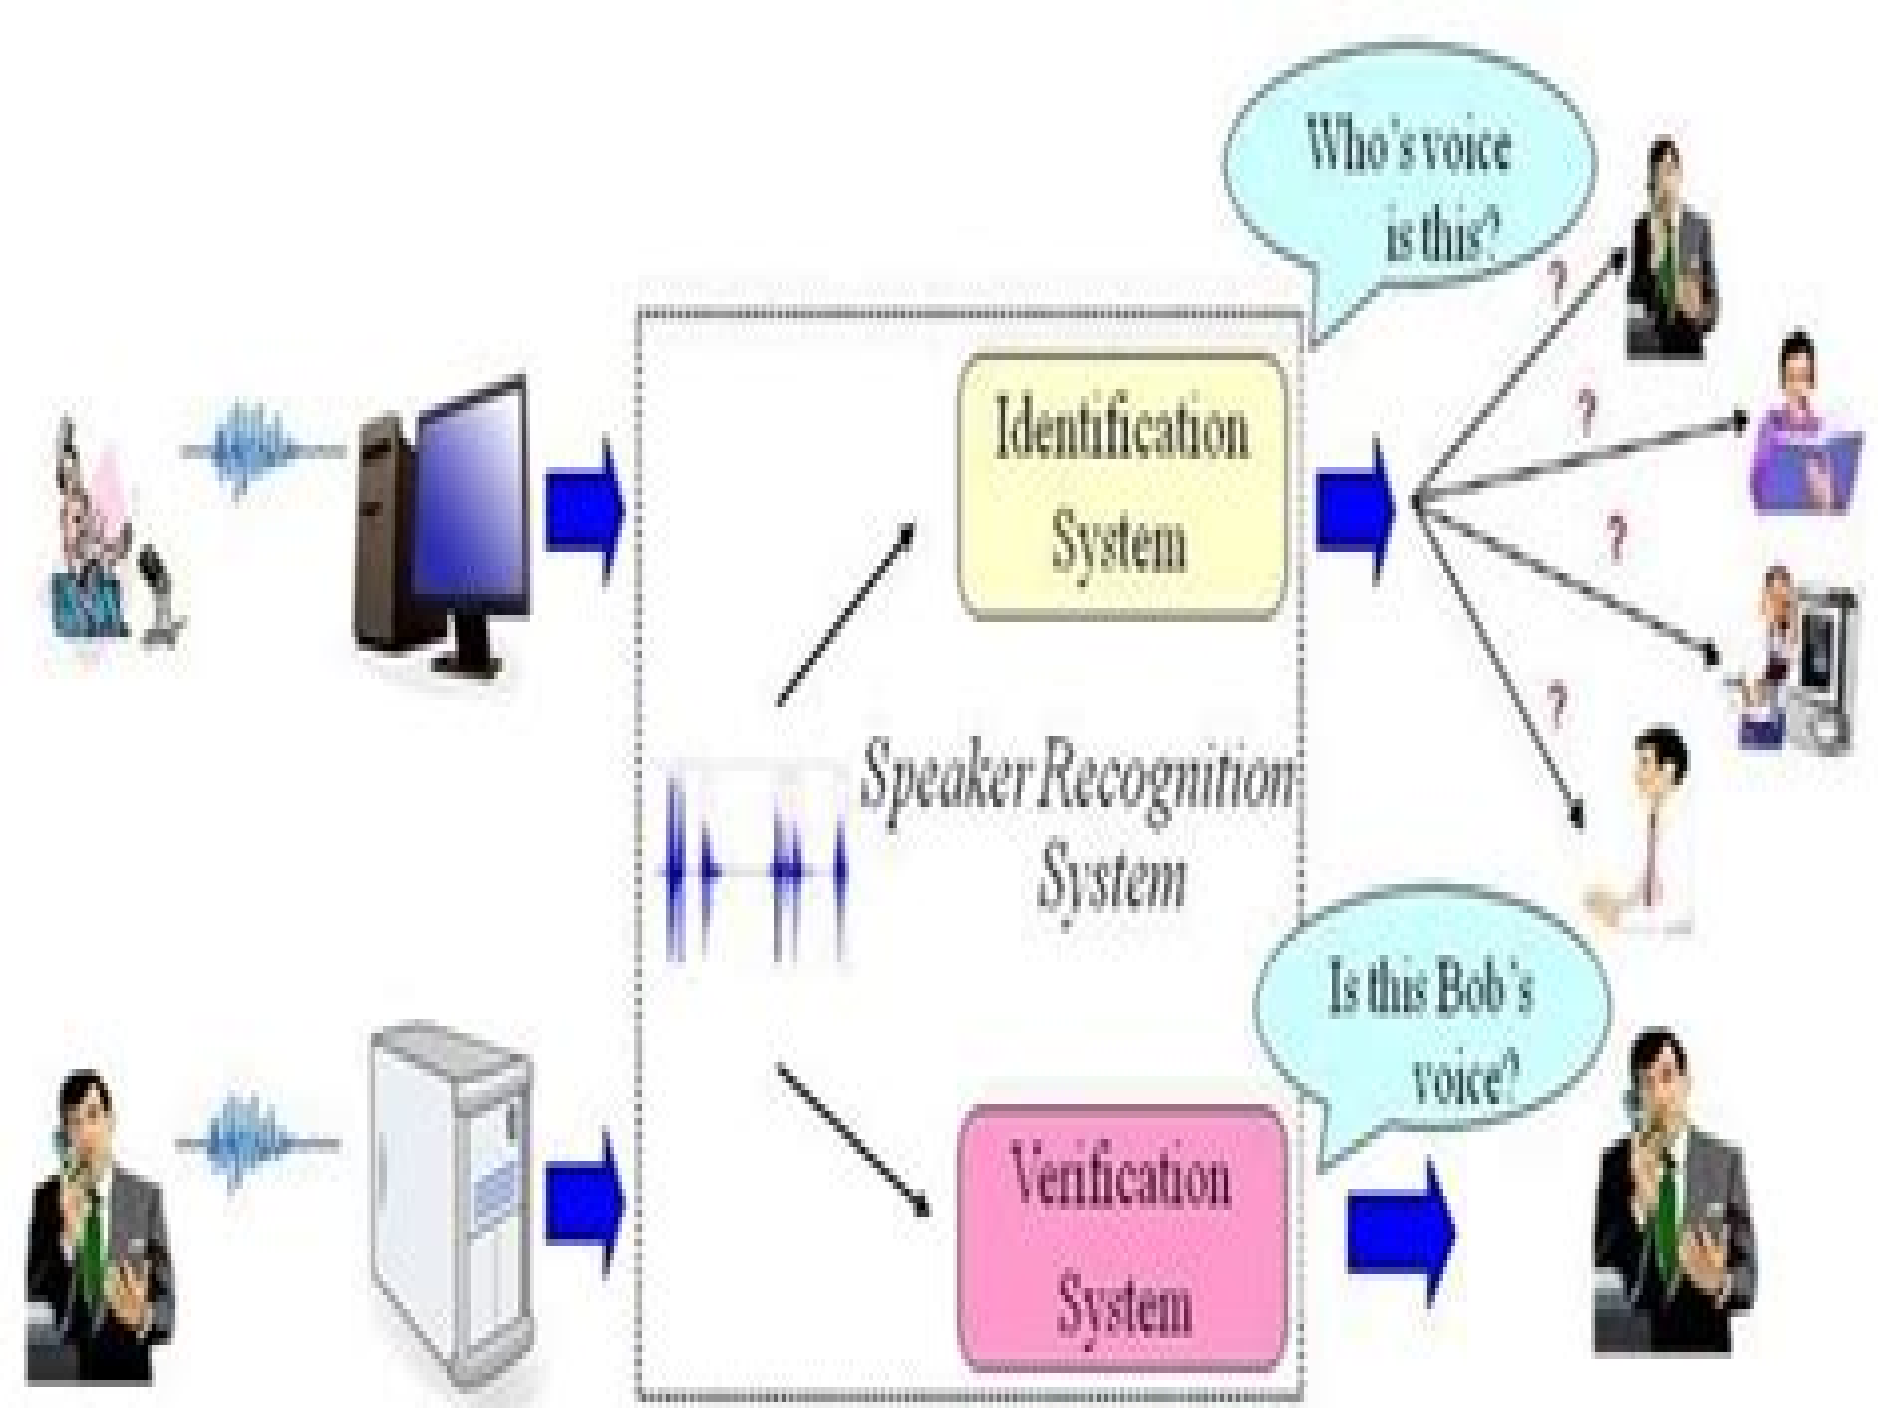 Who's voice
is this?
?
?
?
?
Identification
System
Speaker Recognition
System
Is this Bob's
voice?
Verification
System